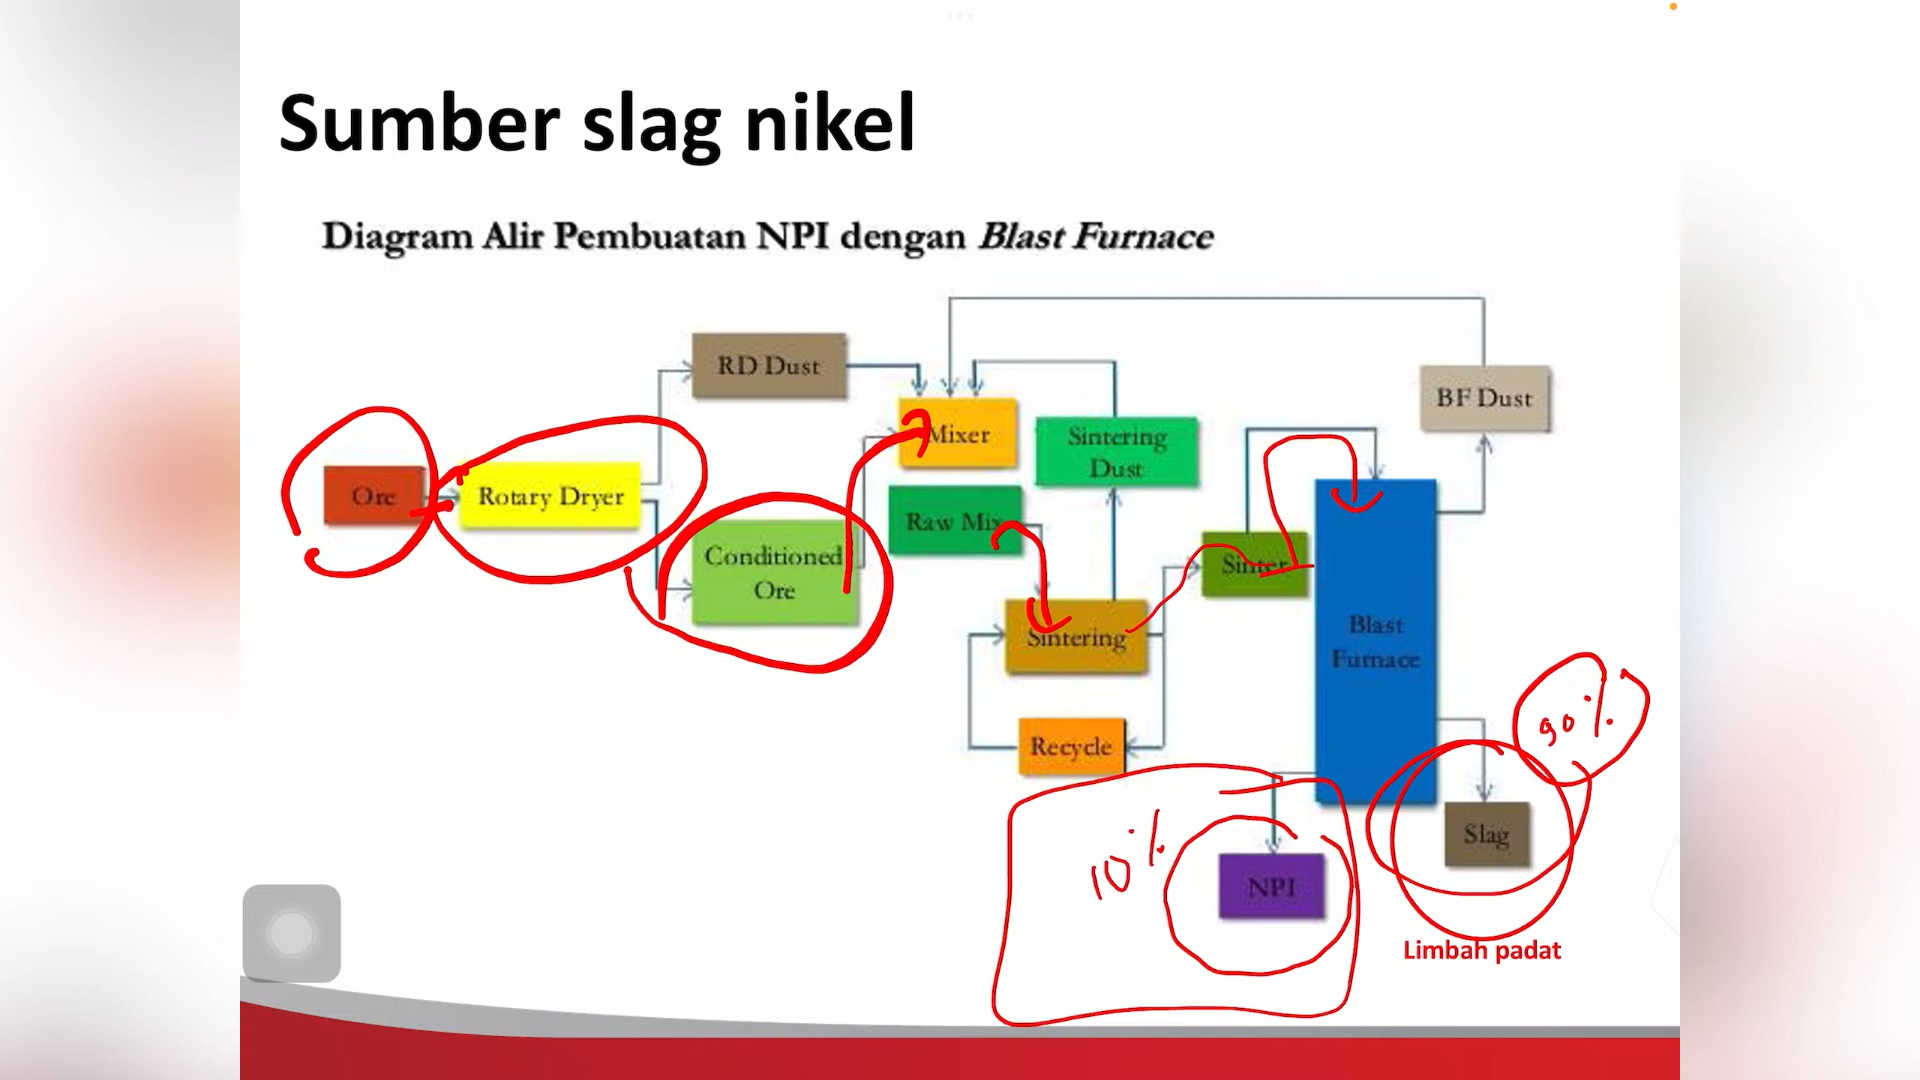 Sumber slag nikel
Diagram Alir Pembuatan NPI dengan Blast Furnace
RD Dust
BF Dust
Mixer
Sintering
Dust
Ore
Rotary Dryer
Raw Mix
Conditioned
Ore
Sinter
Sintering
Blast
Furnace
90%
Recycle
Slag
10%
NPI
Limbah padat